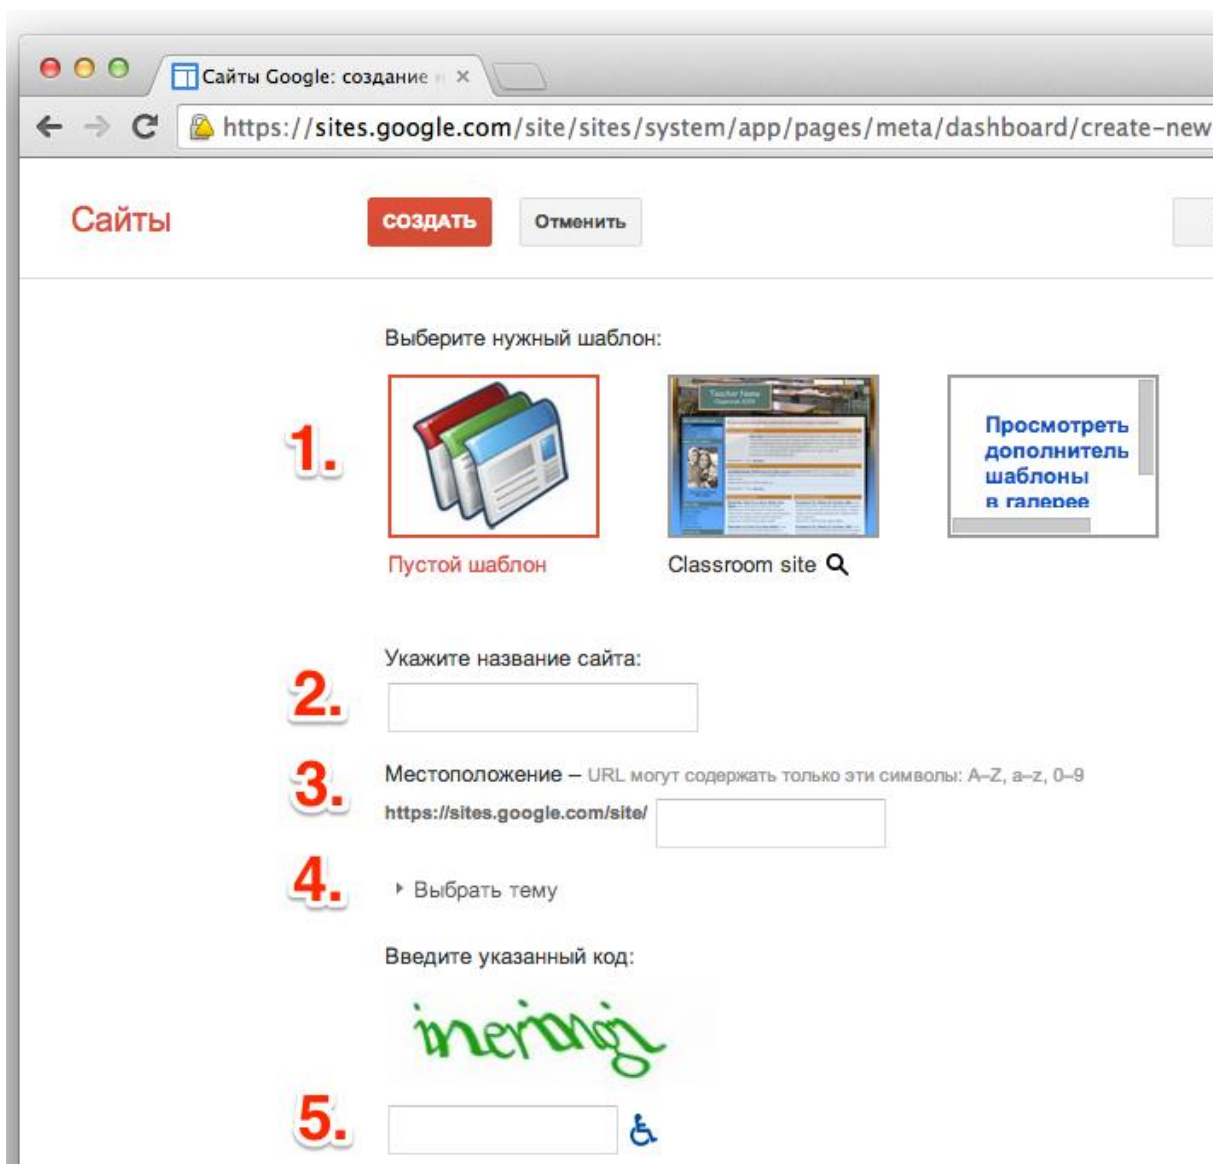 Сайты Google: создание и
https://sites.google.com/site/sites/system/app/pages/meta/dashboard/create-new
Сайты
СОЗДАТЬ
Отменить
Выберите нужный шаблон:
1.
Teacher Name
Просмотреть
дополнитель
шаблоны
в галерее
Пустой шаблон
Classroom site
Укажите название сайта:
2.
3.
Местоположение – URL могут содержать только эти символы: A–Z, a–z, 0–9
https://sites.google.com/site/
4.
Выбрать тему
Введите указанный код:
5.